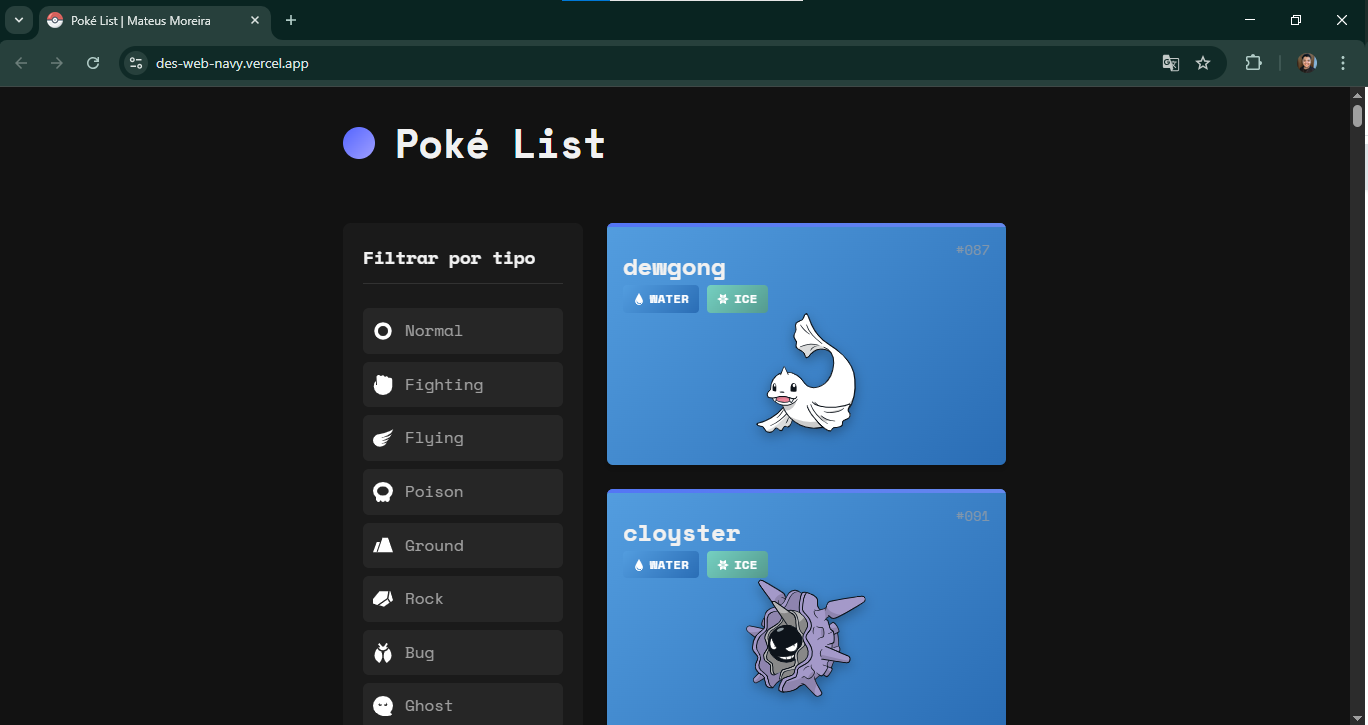 Poké List | Mateus Moreira
des-web-navy.vercel.app
Poké List
Filtrar por tipo
Normal
Fighting
Flying
Poison
Ground
Rock
Bug
Ghost
#087
dewgong
WATER ICE
#091
cloyster
WATER ICE